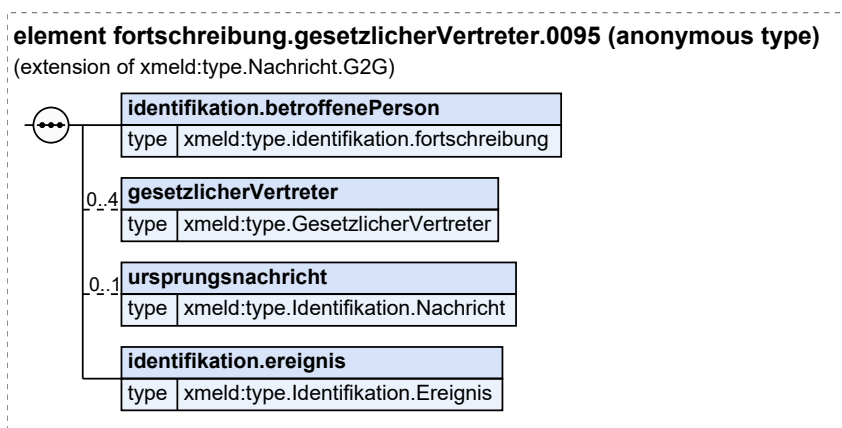 element fortschreibung.gesetzlicherVertreter.0095 (anonymous type)
(extension of xmeld:type.Nachricht.G2G)
identifikation.betroffenePerson
type xmeld:type.identifikation.fortschreibung
0..4 gesetzlicherVertreter
type xmeld:type.GesetzlicherVertreter
0..1 ursprungsnachricht
type xmeld:type.Identifikation.Nachricht
identifikation.ereignis
type xmeld:type.Identifikation.Ereignis